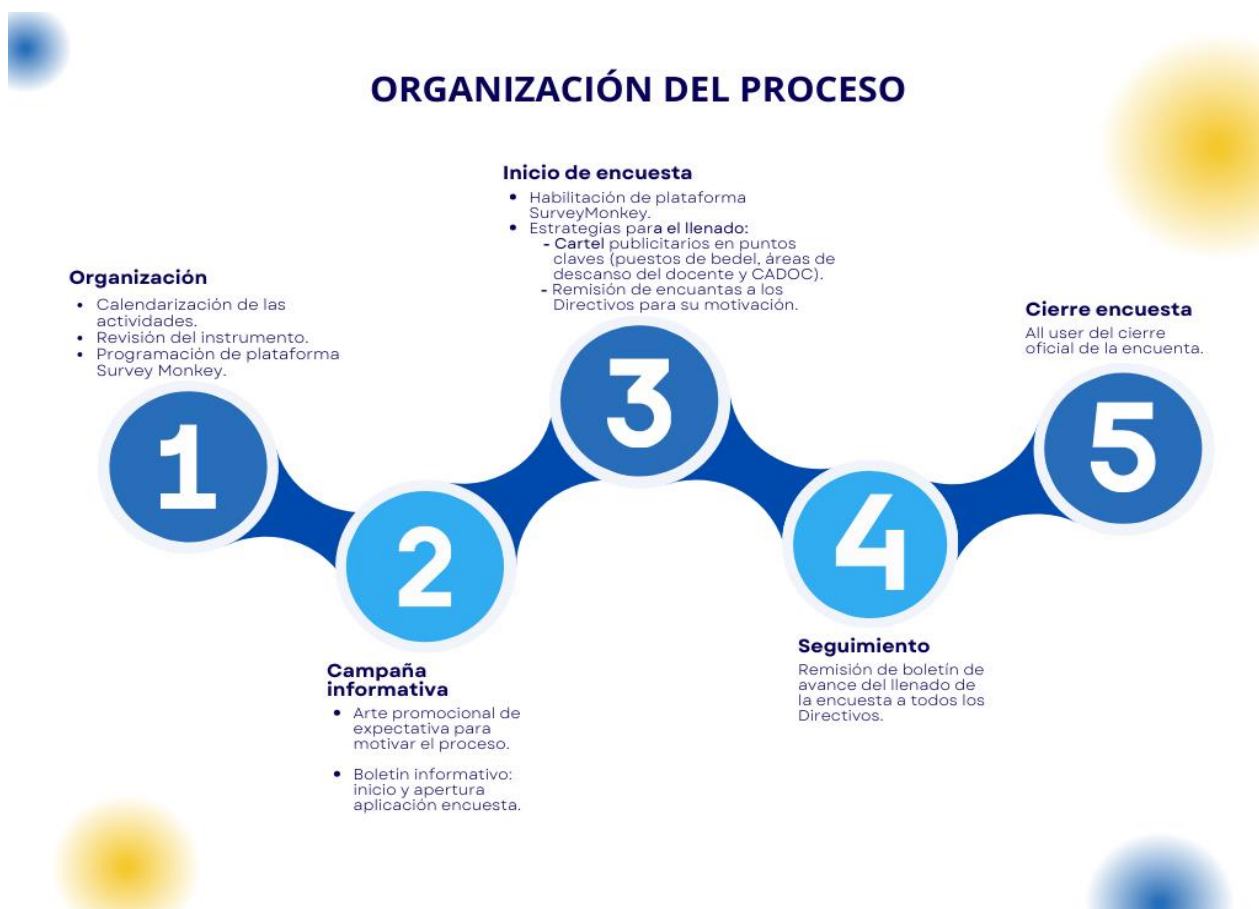 ORGANIZACIÓN DEL PROCESO
Organización
• Calendarización de las
actividades.
• Revisión del instrumento.
• Programación de plataforma
Survey Monkey.
1
2
Campaña
informativa
• Arte promocional de
expectativa para
motivar el proceso.
• Boletin informativo:
inicio y apertura
aplicación encuesta.
Inicio de encuesta
• Habilitación de plataforma
SurveyMonkey.
• Estrategias para el llenado:
- Cartel publicitarios en puntos
claves (puestos de bedel, áreas de
descanso del docente y CADOC).
- Remisión de encuantas a los
Directivos para su motivación.
3
4
Seguimiento
Remisión de boletín de
avance del llenado de
la encuesta a todos los
Directivos.
Cierre encuesta
All user del cierre
oficial de la encuenta.
5